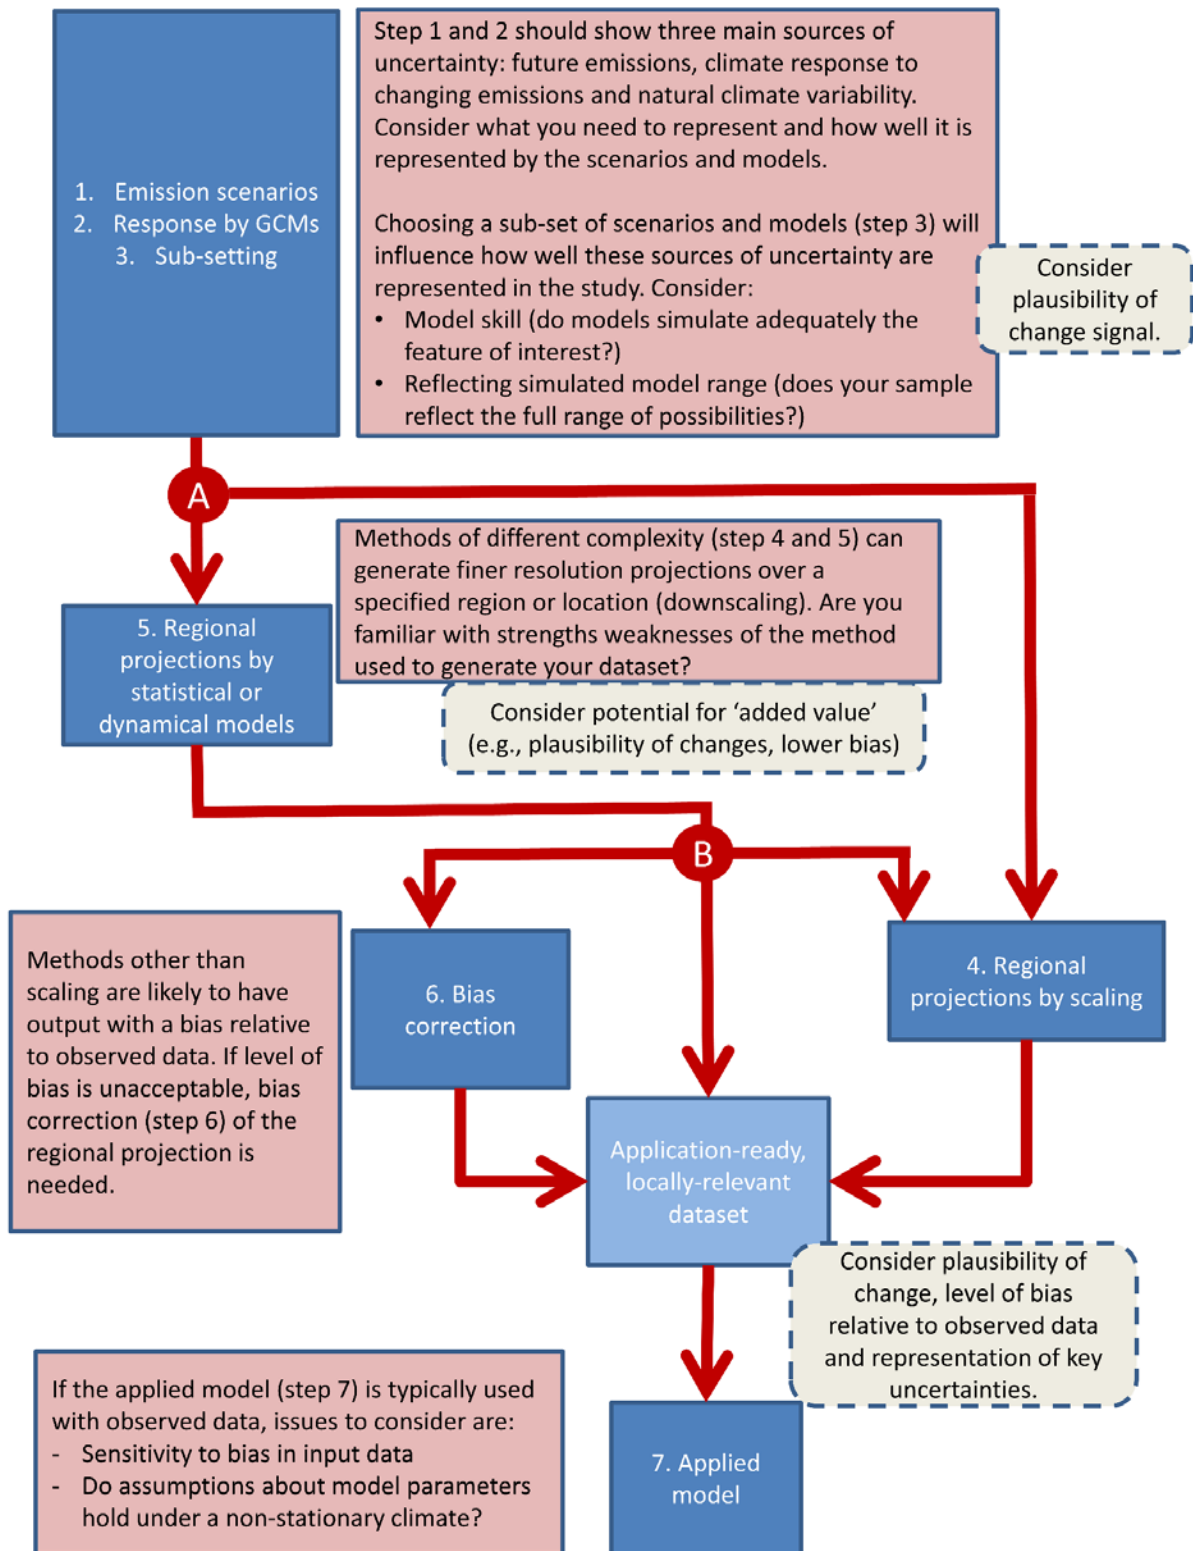 1. Emission scenarios
2. Response by GCMs
3. Sub-setting
Step 1 and 2 should show three main sources of
uncertainty: future emissions, climate response to
changing emissions and natural climate variability.
Consider what you need to represent and how well it is
represented by the scenarios and models.
Choosing a sub-set of scenarios and models (step 3) will
influence how well these sources of uncertainty are
represented in the study. Consider:
• Model skill (do models simulate adequately the
feature of interest?)
• Reflecting simulated model range (does your sample
reflect the full range of possibilities?)
Consider
plausibility of
change signal.
A
Methods of different complexity (step 4 and 5) can
generate finer resolution projections over a
specified region or location (downscaling). Are you
familiar with strengths weaknesses of the method
used to generate your dataset?
5. Regional
projections by
statistical or
dynamical models
Consider potential for ‘added value’
(e.g., plausibility of changes, lower bias)
B
Methods other than
scaling are likely to have
output with a bias relative
to observed data. If level of
bias is unacceptable, bias
correction (step 6) of the
regional projection is
needed.
6. Bias
correction
4. Regional
projections by scaling
Application-ready,
locally-relevant
dataset
Consider plausibility of
change, level of bias
relative to observed data
and representation of key
uncertainties.
If the applied model (step 7) is typically used
with observed data, issues to consider are:
- Sensitivity to bias in input data
- Do assumptions about model parameters
hold under a non-stationary climate?
7. Applied
model